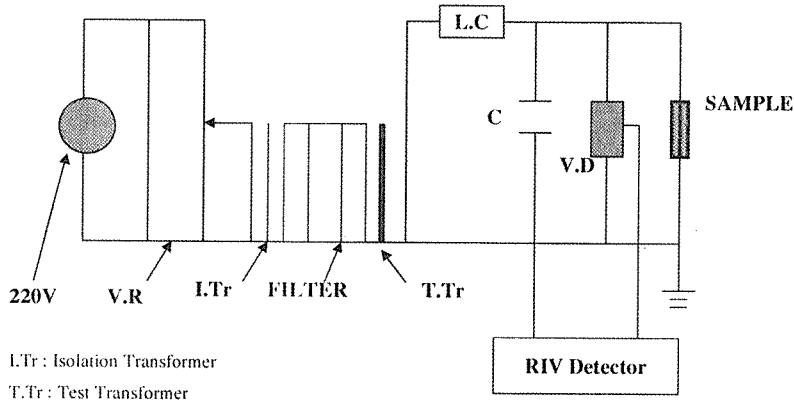 L.C
SAMPLE
C
V.D
220V
V.R
I.Tr
FILTER
T.Tr
RIV Detector
I.Tr : Isolation Transformer
T.Tr : Test Transformer